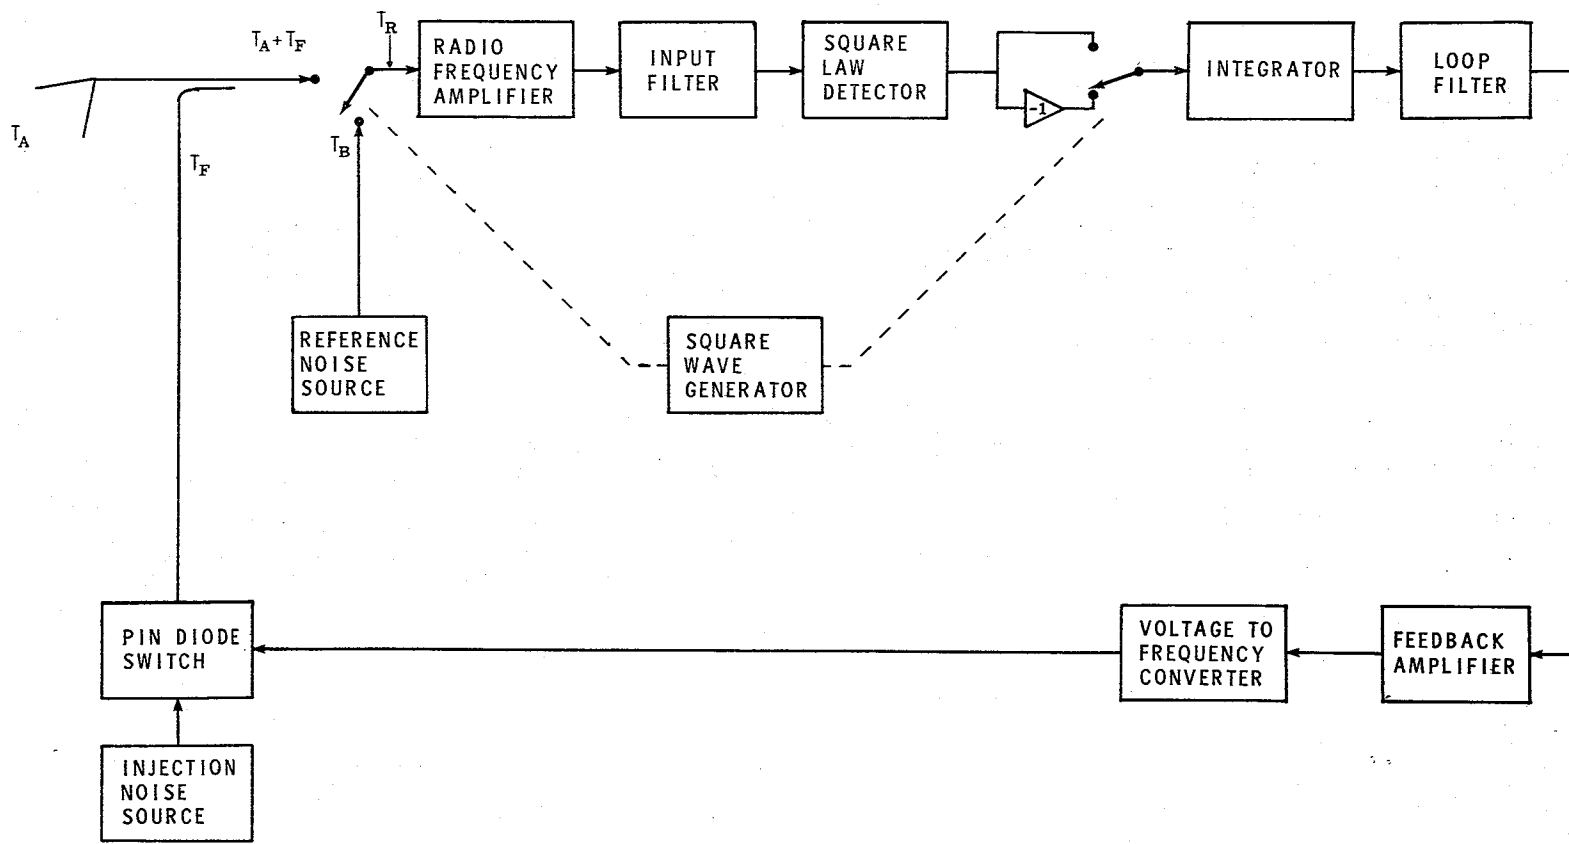 T_A+T_F
T_R
RADIO
FREQUENCY
AMPLIFIER
INPUT
FILTER
SQUARE
LAW
DETECTOR
-1
INTEGRATOR
LOOP
FILTER
T_A
T_F
T_B
REFERENCE
NOISE
SOURCE
SQUARE
WAVE
GENERATOR
PIN DIODE
SWITCH
VOLTAGE TO
FREQUENCY
CONVERTER
FEEDBACK
AMPLIFIER
INJECTION
NOISE
SOURCE